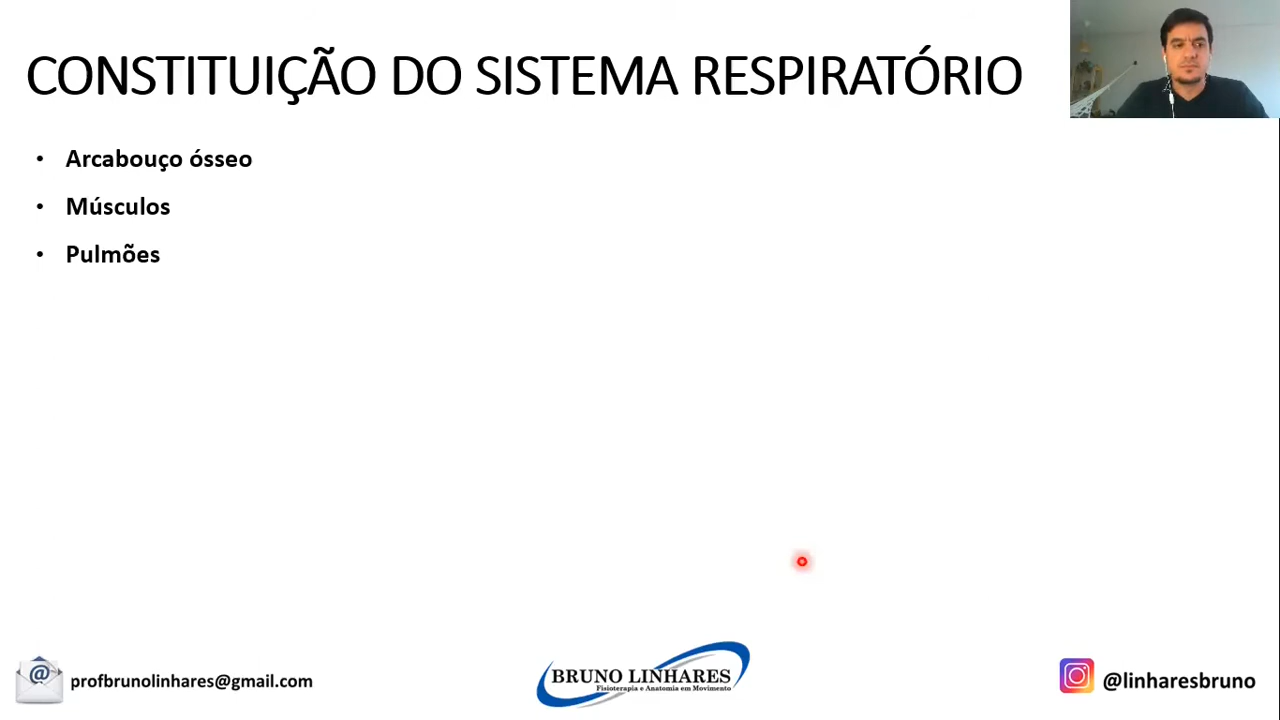 CONSTITUIÇÃO DO SISTEMA RESPIRATÓRIO
• Arcabouço ósseo
• Músculos
• Pulmões
@ profbrunolinhares@gmail.com
BRUNO LINHARES
Fisioterapia e Anatomia em Movimento
@linharesbruno